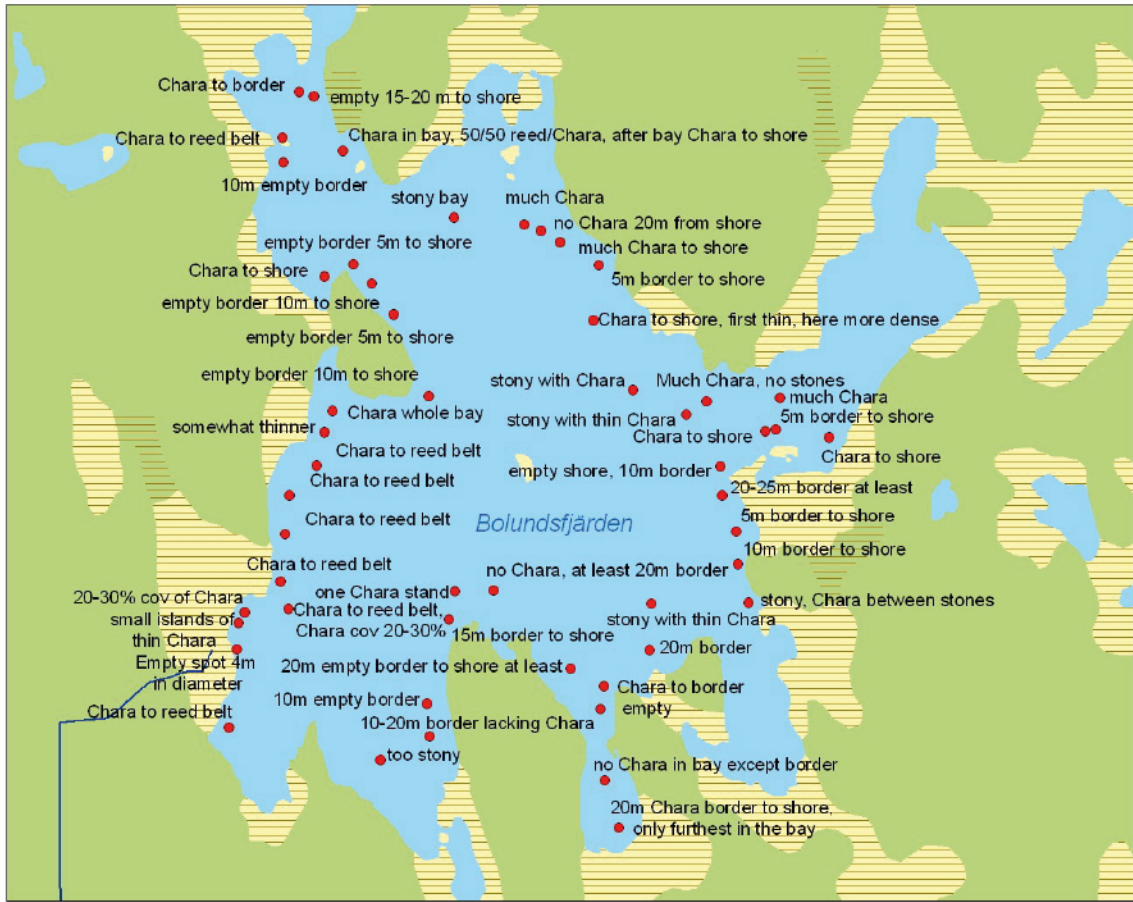 Chara to border
empty 15-20 m to shore
Chara to reed belt
Chara in bay, 50/50 reed/Chara, after bay Chara to shore
10m empty border
stony bay
much Chara
no Chara 20m from shore
empty border 5m to shore
much Chara to shore
Chara to shore
5m border to shore
empty border 10m to shore
Chara to shore, first thin, here more dense
empty border 5m to shore
empty border 10m to shore
stony with Chara
Much Chara, no stones
much Chara
Chara whole bay
stony with thin Chara
5m border to shore
somewhat thinner
Chara to shore
Chara to reed belt
Chara to shore
empty shore, 10m border
Chara to reed belt
20-25m border at least
Chara to reed belt
Bolundsfjärden
5m border to shore
10m border to shore
Chara to reed belt
no Chara, at least 20m border
one Chara stand
20-30% cov of Chara
stony, Chara between stones
Chara to reed belt,
Chara cov 20-30%
small islands of
thin Chara
stony with thin Chara
15m border to shore
20m border
Empty spot 4m
in diameter
20m empty border to shore at least
Chara to border
10m empty border
empty
Chara to reed belt
10-20m border lacking Chara
too stony
no Chara in bay except border
20m Chara border to shore,
only furthest in the bay